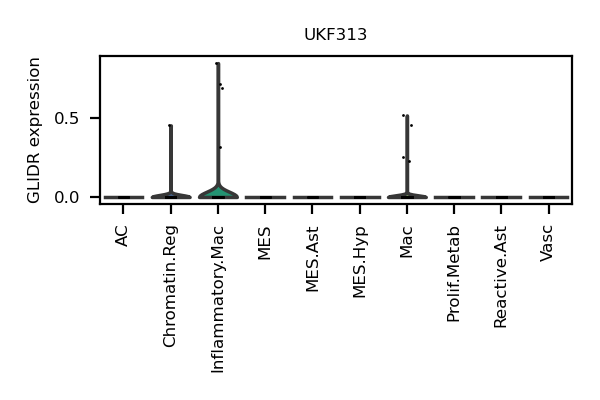 UKF313
GLIDR expression
0.5
0.0
AC
Chromatin.Reg
Inflammatory.Mac
MES
MES.Ast
MES.Hyp
Mac
Prolif.Metab
Reactive.Ast
Vasc